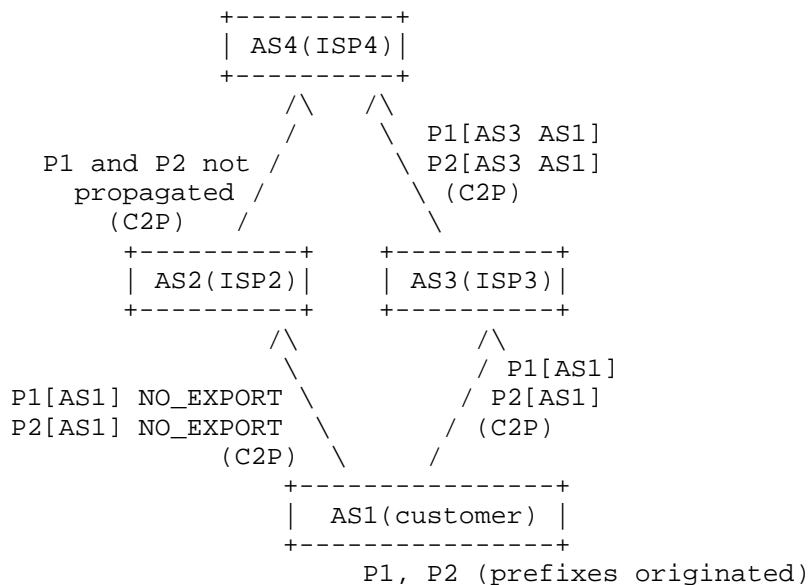 +----------+
| AS4(ISP4)|
+----------+
/\ /\
/ \ P1[AS3 AS1]
P1 and P2 not / \ P2[AS3 AS1]
propagated / \ (C2P)
(C2P) / \
+----------+ +----------+
| AS2(ISP2)| | AS3(ISP3)|
+----------+ +----------+
/\ /\
\ / P1[AS1]
P1[AS1] NO_EXPORT \ / P2[AS1]
P2[AS1] NO_EXPORT \ / (C2P)
(C2P) \ /
+----------------+
| AS1(customer) |
+----------------+
P1, P2 (prefixes originated)